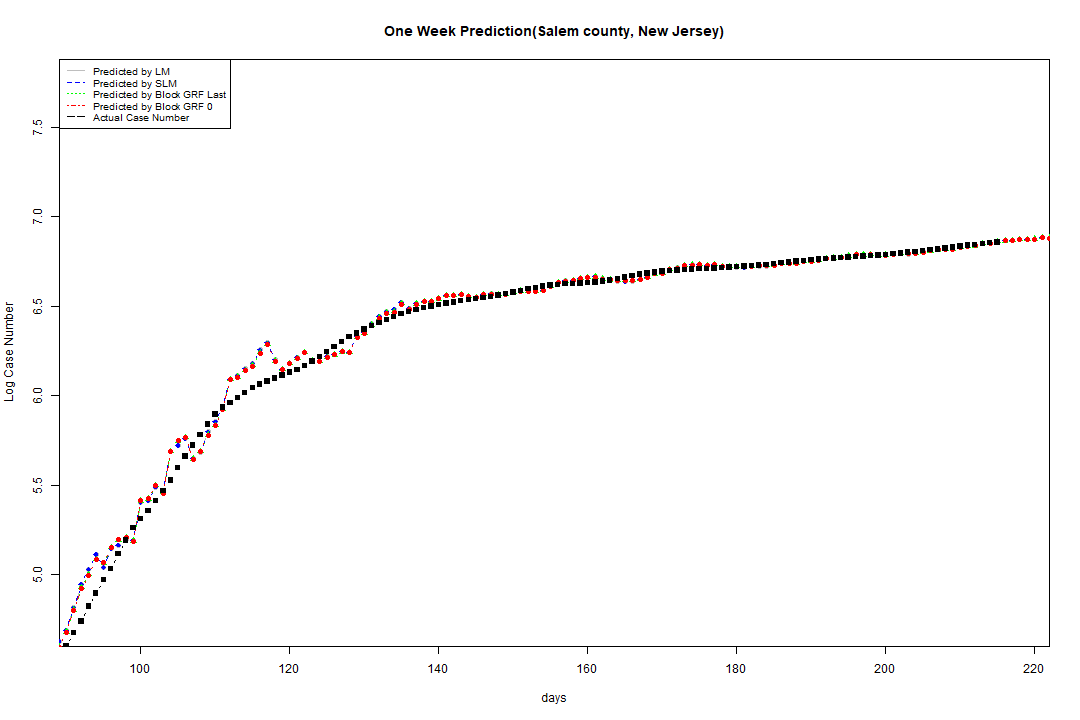 One Week Prediction(Salem county, New Jersey)
Predicted by LM
Predicted by SLM
Predicted by Block GRF Last
Predicted by Block GRF 0
Actual Case Number
7.5
7.0
6.5
6.0
5.5
5.0
Log Case Number
100 120 140 160 180 200 220
days